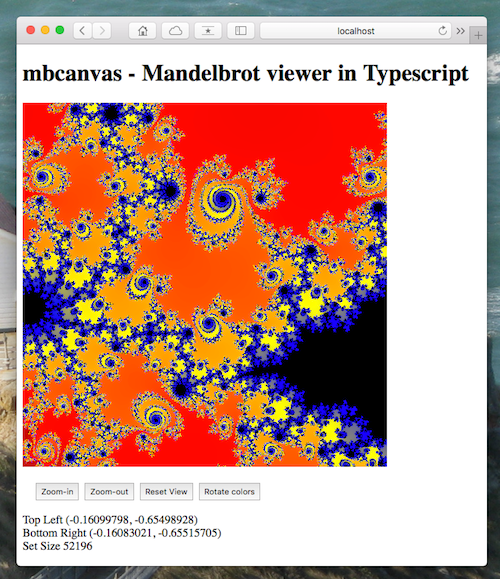 localhost
mbcanvas - Mandelbrot viewer in Typescript
Zoom-in Zoom-out Reset View Rotate colors
Top Left (-0.16099798, -0.65498928)
Bottom Right (-0.16083021, -0.65515705)
Set Size 52196